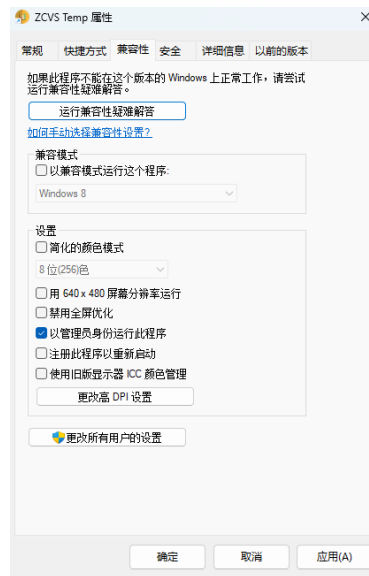 ZCVS Temp 属性
常规 快捷方式 兼容性 安全 详细信息 以前的版本
如果此程序不能在这个版本的 Windows 上正常工作，请尝试
运行兼容性疑难解答。
运行兼容性疑难解答
如何手动选择兼容性设置?
兼容模式
以兼容模式运行这个程序:
Windows 8
设置
简化的颜色模式
8 位(256)色
用 640 x 480 屏幕分辨率运行
禁用全屏优化
以管理员身份运行此程序
注册此程序以重新启动
使用旧版显示器 ICC 颜色管理
更改高 DPI 设置
更改所有用户的设置
确定 取消 应用(A)